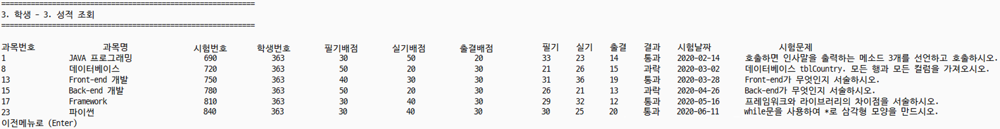 ============================================================
3. 학생 - 3. 성적 조회
============================================================
과목번호 과목명 시험번호 학생번호 필기배점 실기배점 출결배점 필기 실기 출결 결과 시험날짜 시험문제
1 JAVA 프로그래밍 690 363 30 50 20 33 23 14 통과 2020-02-14 호출하면 인사말을 출력하는 메소드 3개를 선언하고 호출하시오.
8 데이터베이스 720 363 50 20 30 21 26 15 과락 2020-03-02 데이터베이스 tblCountry. 모든 행과 모든 컬럼을 가져오시오.
13 Front-end 개발 750 363 40 30 30 31 36 19 통과 2020-03-28 Front-end가 무엇인지 서술하시오.
15 Back-end 개발 780 363 50 20 30 26 21 13 과락 2020-04-26 Back-end가 무엇인지 서술하시오.
17 Framework 810 363 30 40 30 29 32 12 통과 2020-05-16 프레임워크와 라이브러리의 차이점을 서술하시오.
23 파이썬 840 363 30 40 30 30 25 20 통과 2020-06-11 while문을 사용하여 *로 삼각형 모양을 만드시오.
이전메뉴로 (Enter)